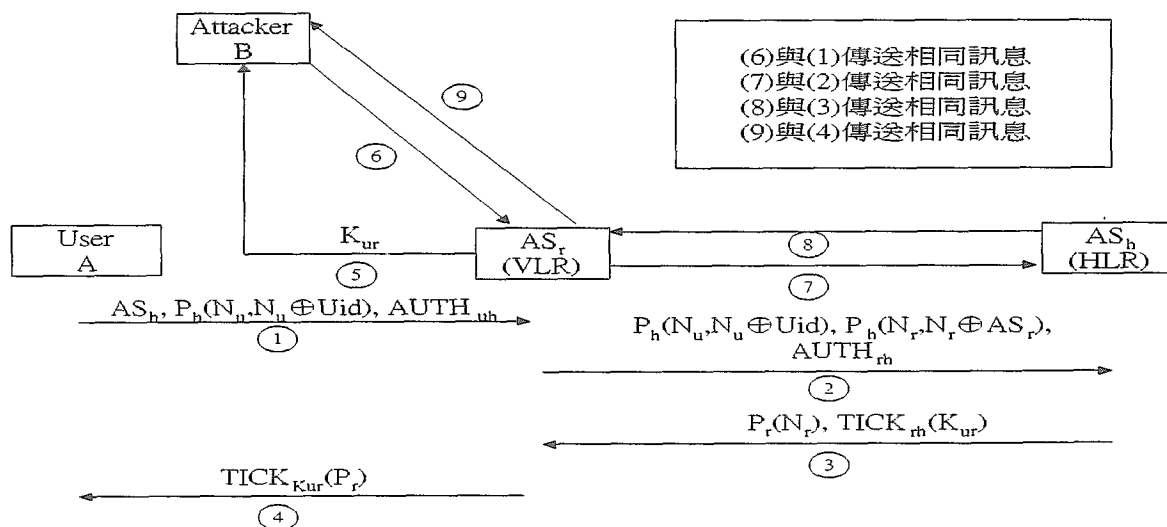 Attacker
B
(6)與(1)傳送相同訊息
(7)與(2)傳送相同訊息
(8)與(3)傳送相同訊息
(9)與(4)傳送相同訊息
9
6
User
A
K_ur
5
AS_r
(VLR)
8
7
AS_h
(HLR)
AS_h, P_h(N_u,N_u⊕Uid), AUTH_uh
1
P_h(N_u,N_u⊕Uid), P_h(N_r,N_r⊕AS_r),
AUTH_rh
2
P_r(N_r), TICK_rh(K_ur)
3
TICK_Kur(P_r)
4